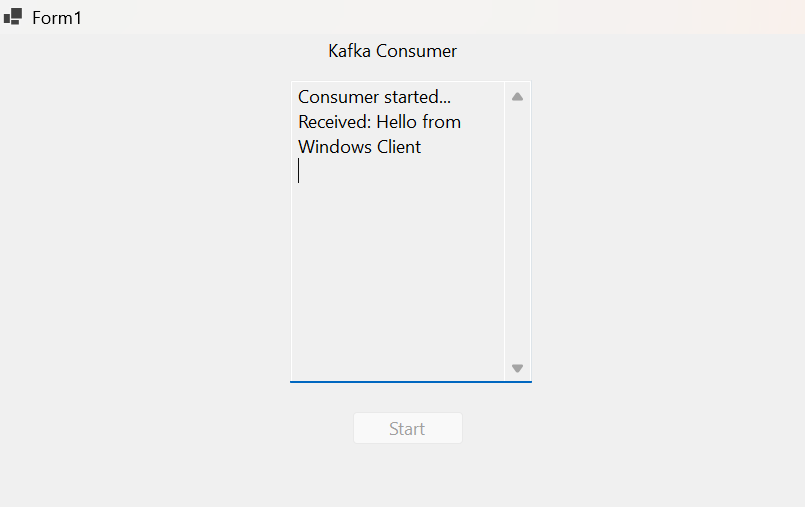 Form1
Kafka Consumer
Consumer started...
Received: Hello from
Windows Client
Start